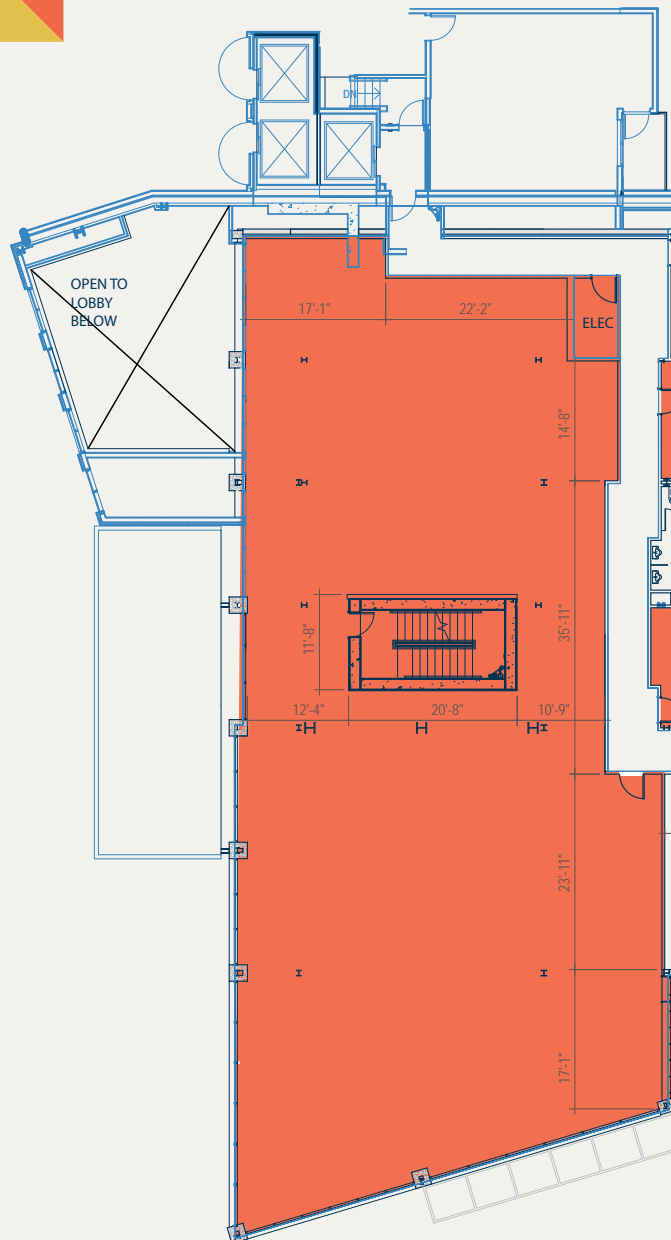 DN
OPEN TO
LOBBY
BELOW
17'-1"
22'-2"
ELEC
14'-8"
11'-8"
35'-11"
12'-4"
20'-8"
10'-9"
23'-11"
17'-1"